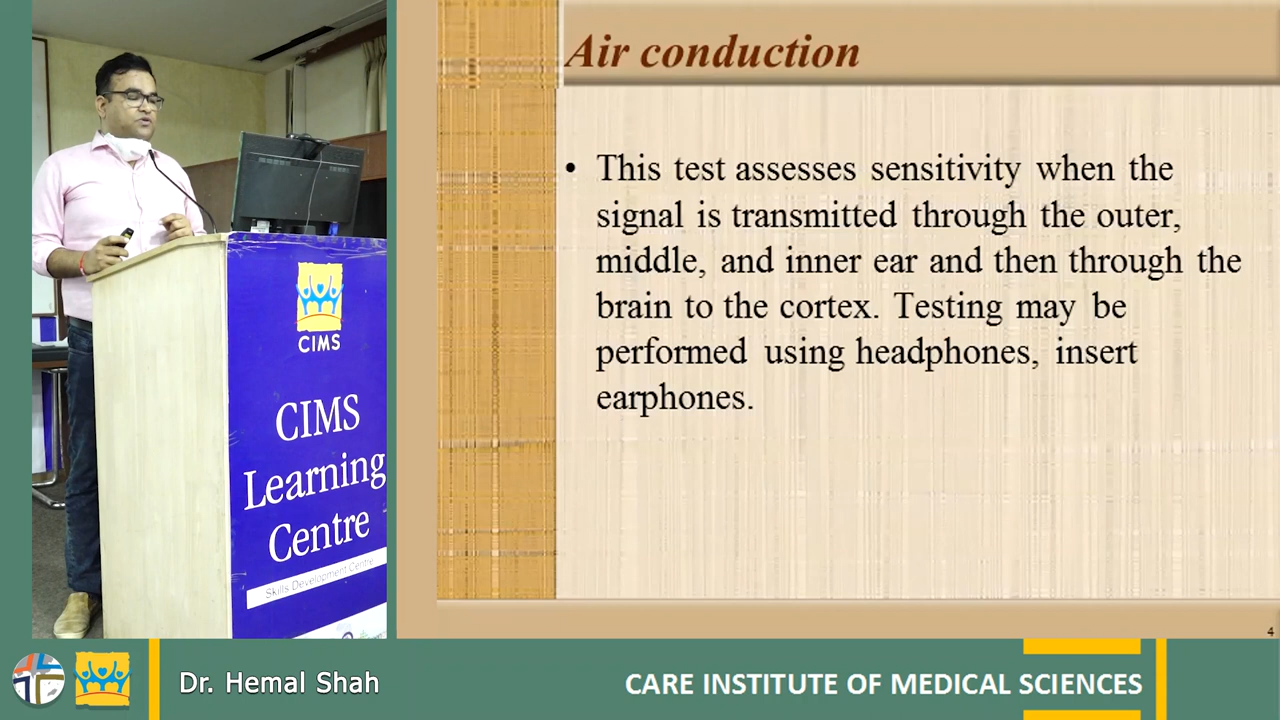 Air conduction
• This test assesses sensitivity when the
signal is transmitted through the outer,
middle, and inner ear and then through the
brain to the cortex. Testing may be
performed using headphones, insert
earphones.
4
CIMS
CIMS
Learning
Centre
Skills Development Centre
Dr. Hemal Shah
CARE INSTITUTE OF MEDICAL SCIENCES